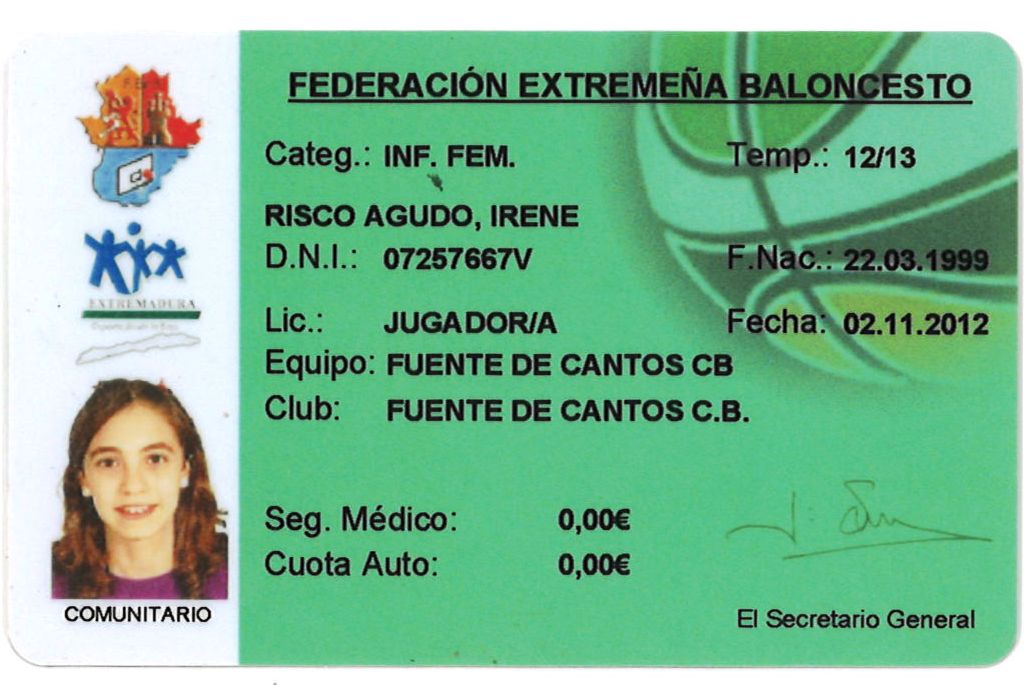 FEDERACIÓN EXTREMEÑA BALONCESTO
Categ.: INF. FEM. Temp.: 12/13
RISCO AGUDO, IRENE
D.N.I.: 07257667V F.Nac.: 22.03.1999
Lic.: JUGADOR/A Fecha: 02.11.2012
Equipo: FUENTE DE CANTOS CB
Club: FUENTE DE CANTOS C.B.
Seg. Médico: 0,00€
Cuota Auto: 0,00€
El Secretario General
EXTREMADURA
COMUNITARIO